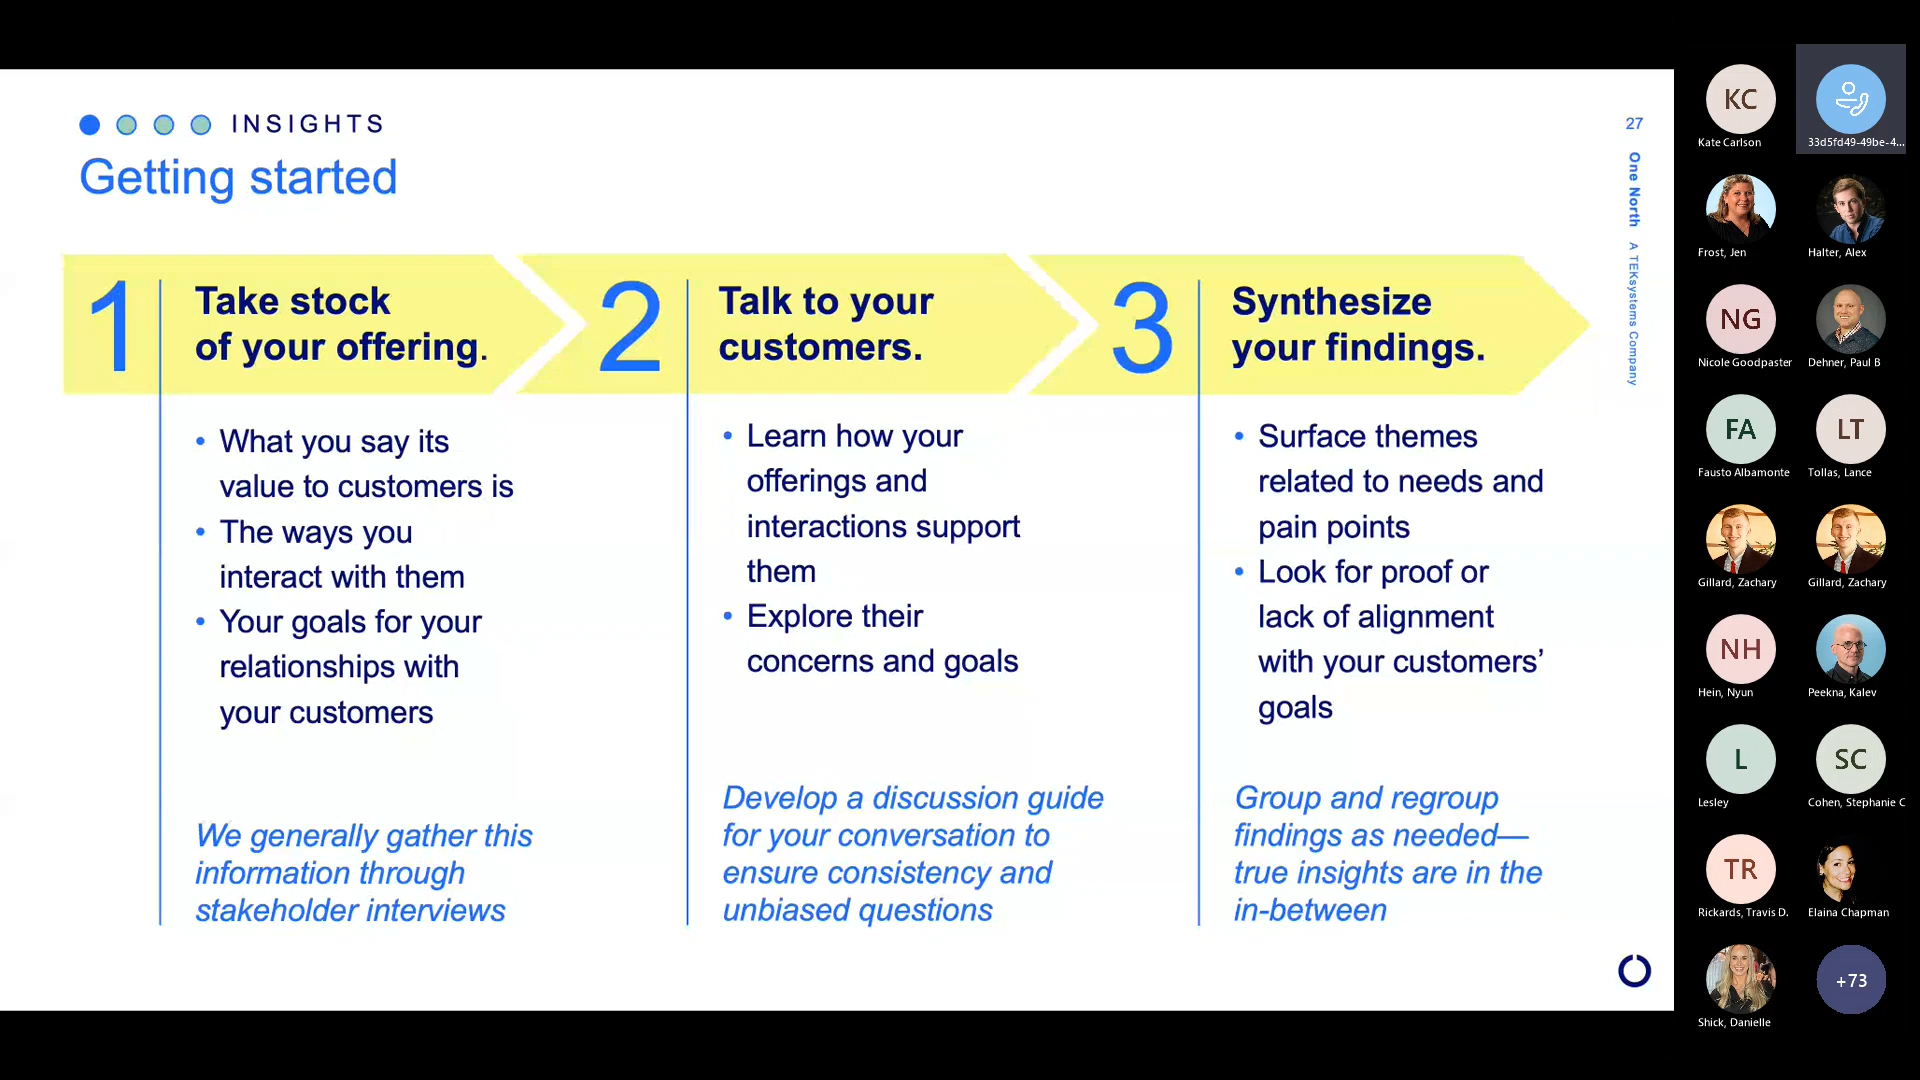 INSIGHTS
Getting started
27
One North A TEKsystems Company
1
Take stock
of your offering.
• What you say its
value to customers is
• The ways you
interact with them
• Your goals for your
relationships with
your customers
We generally gather this
information through
stakeholder interviews
2
Talk to your
customers.
• Learn how your
offerings and
interactions support
them
• Explore their
concerns and goals
Develop a discussion guide
for your conversation to
ensure consistency and
unbiased questions
3
Synthesize
your findings.
• Surface themes
related to needs and
pain points
• Look for proof or
lack of alignment
with your customers’
goals
Group and regroup
findings as needed—
true insights are in the
in-between
KC
Kate Carlson
33d5fd49-49be-4...
Frost, Jen
Halter, Alex
NG
Nicole Goodpaster
Dehner, Paul B
FA
Fausto Albamonte
LT
Tollas, Lance
Gillard, Zachary
Gillard, Zachary
NH
Hein, Nyun
Peekna, Kalev
L
Lesley
SC
Cohen, Stephanie C
TR
Rickards, Travis D.
Elaina Chapman
Shick, Danielle
+73